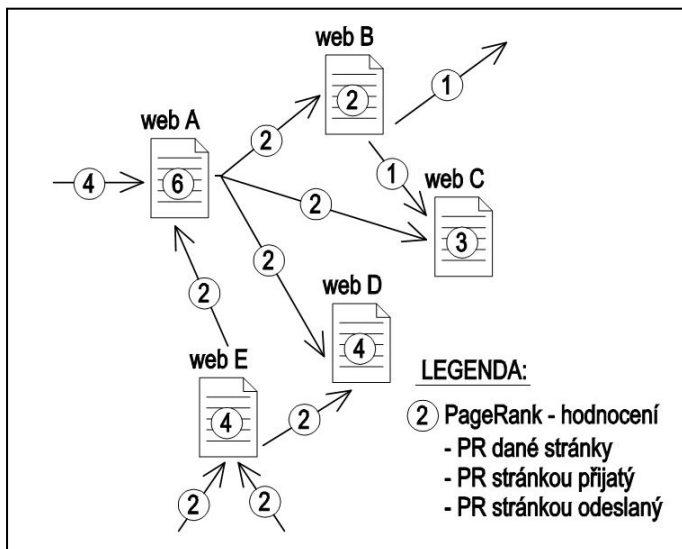 web B
1
2
web A
2
1
web C
4
6
2
3
2
web D
2
4
web E
LEGENDA:
4
2
2 PageRank - hodnocení
- PR dané stránky
- PR stránkou přijatý
2
2
- PR stránkou odeslaný